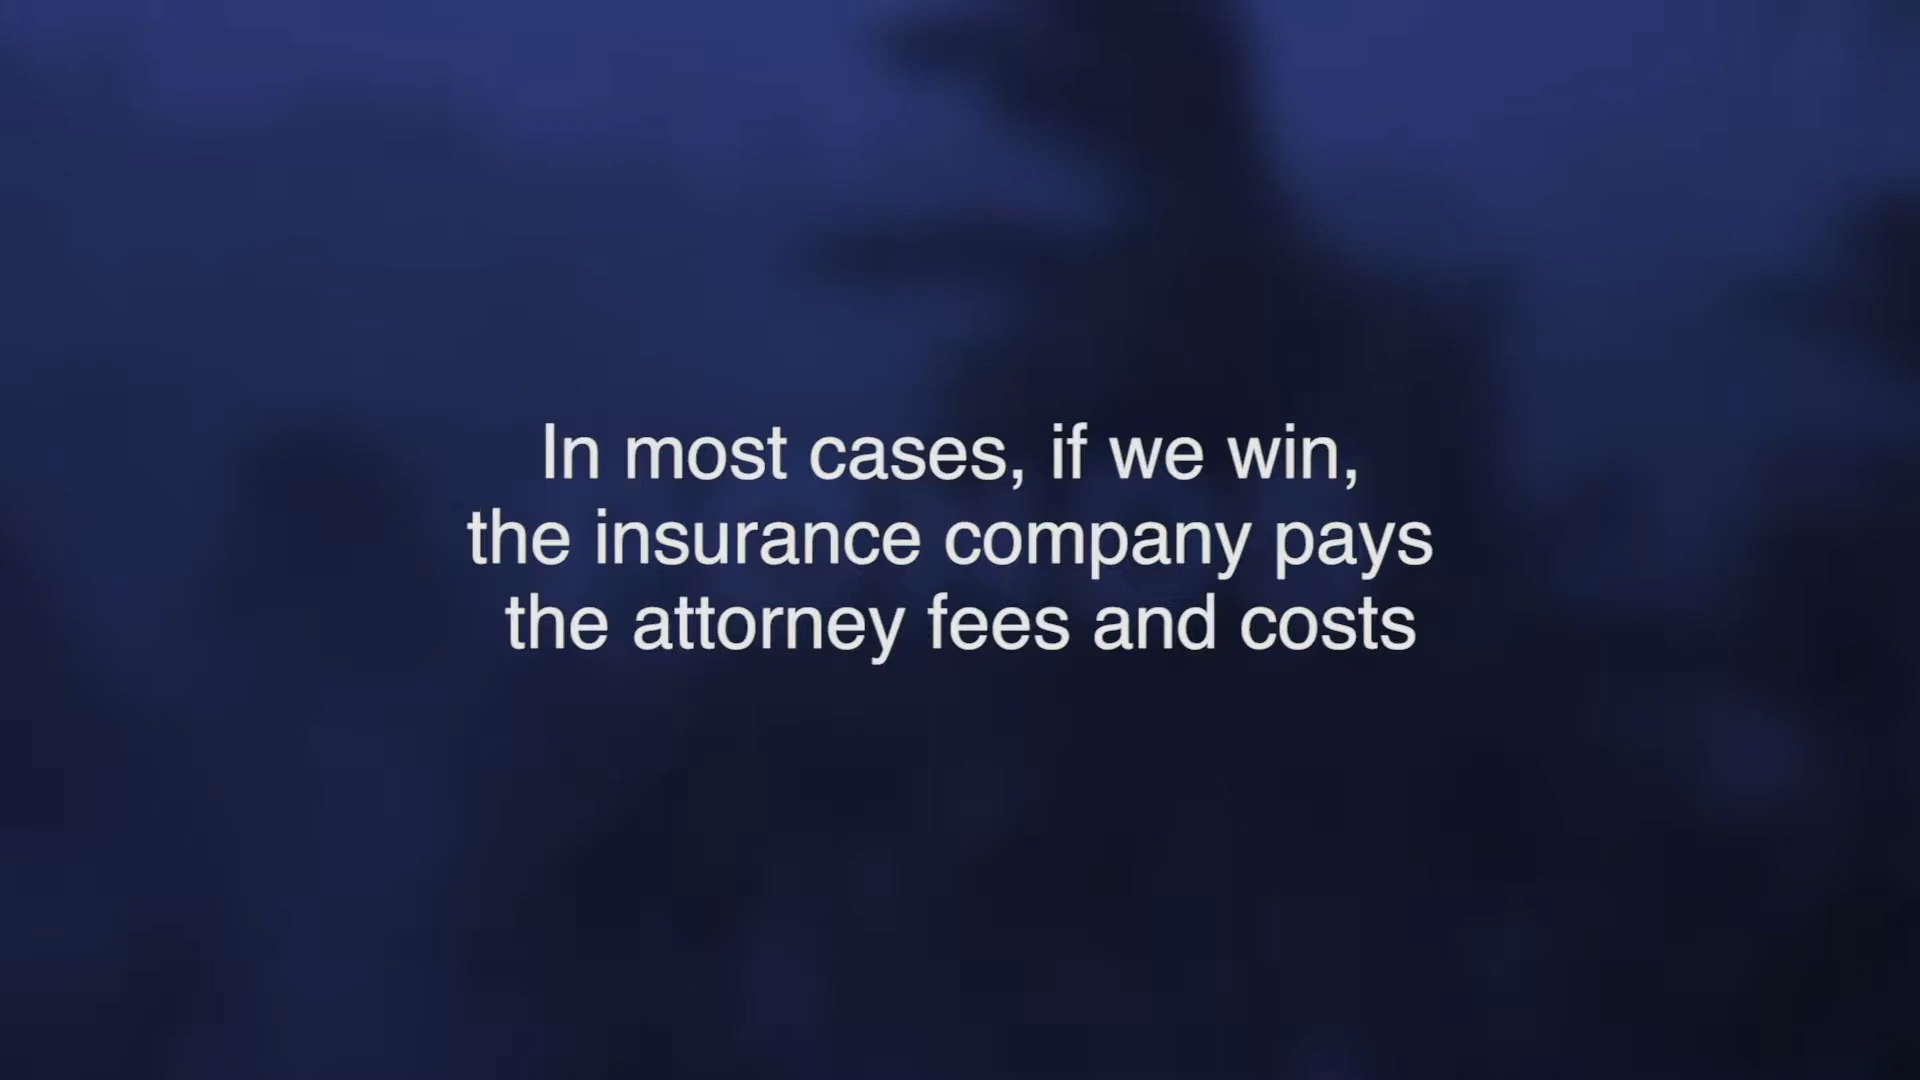 In most cases, if we win,
the insurance company pays
the attorney fees and costs